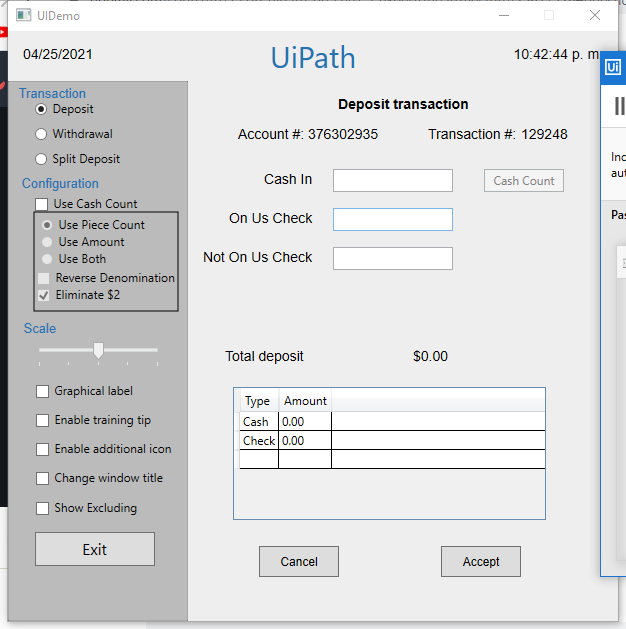 UIDemo
04/25/2021
UiPath
10:42:44 p. m
Transaction
Deposit
Withdrawal
Split Deposit
Configuration
Use Cash Count
Use Piece Count
Use Amount
Use Both
Reverse Denomination
Eliminate $2
Scale
Graphical label
Enable training tip
Enable additional icon
Change window title
Show Excluding
Exit
Deposit transaction
Account #: 376302935 Transaction #: 129248
Cash In
Cash Count
On Us Check
Not On Us Check
Total deposit $0.00
Type Amount
Cash 0.00
Check 0.00
Cancel Accept
Ui